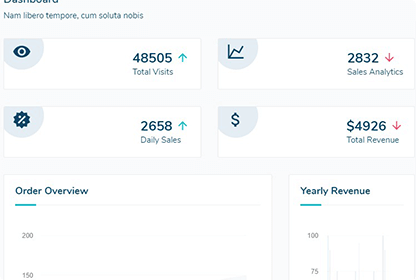 Dashboard
Nam libero tempore, cum soluta nobis
48505
Total Visits
2832
Sales Analytics
2658
Daily Sales
$
$4926
Total Revenue
Order Overview
Yearly Revenue
200
150
100
75